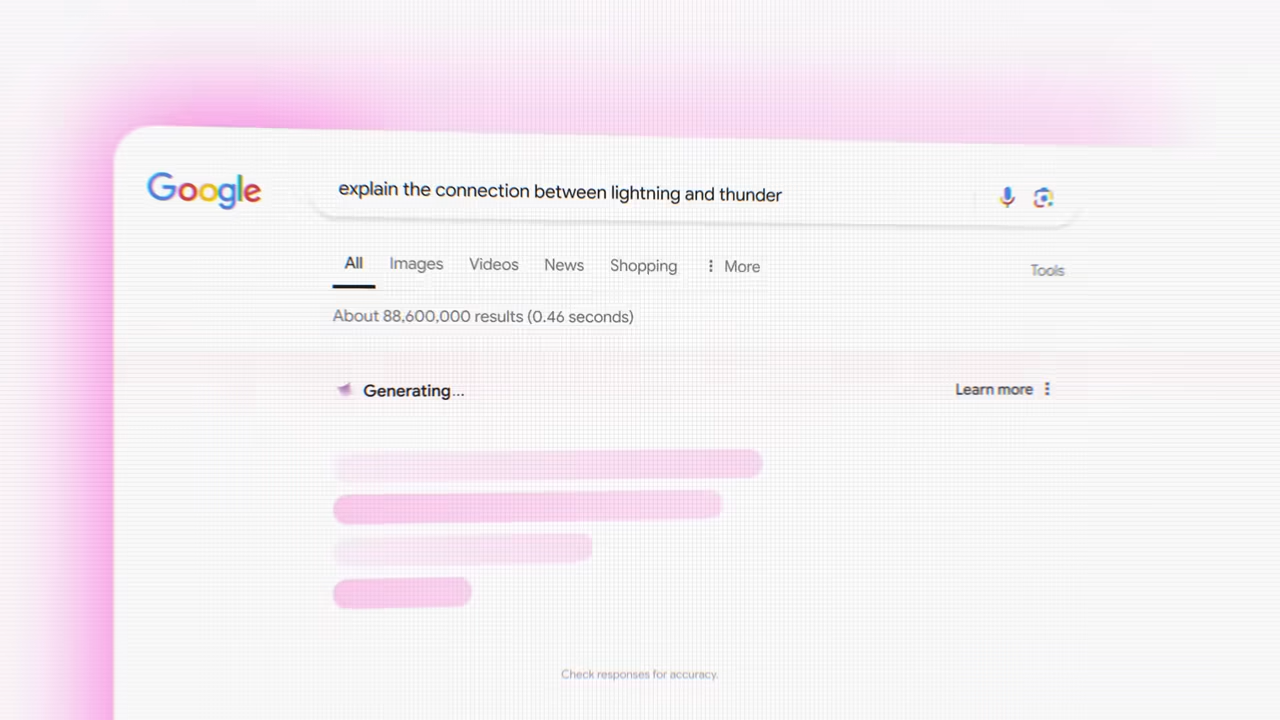 Google
explain the connection between lightning and thunder
All Images Videos News Shopping More
Tools
About 88,600,000 results (0.46 seconds)
Generating...
Learn more
Check responses for accuracy.